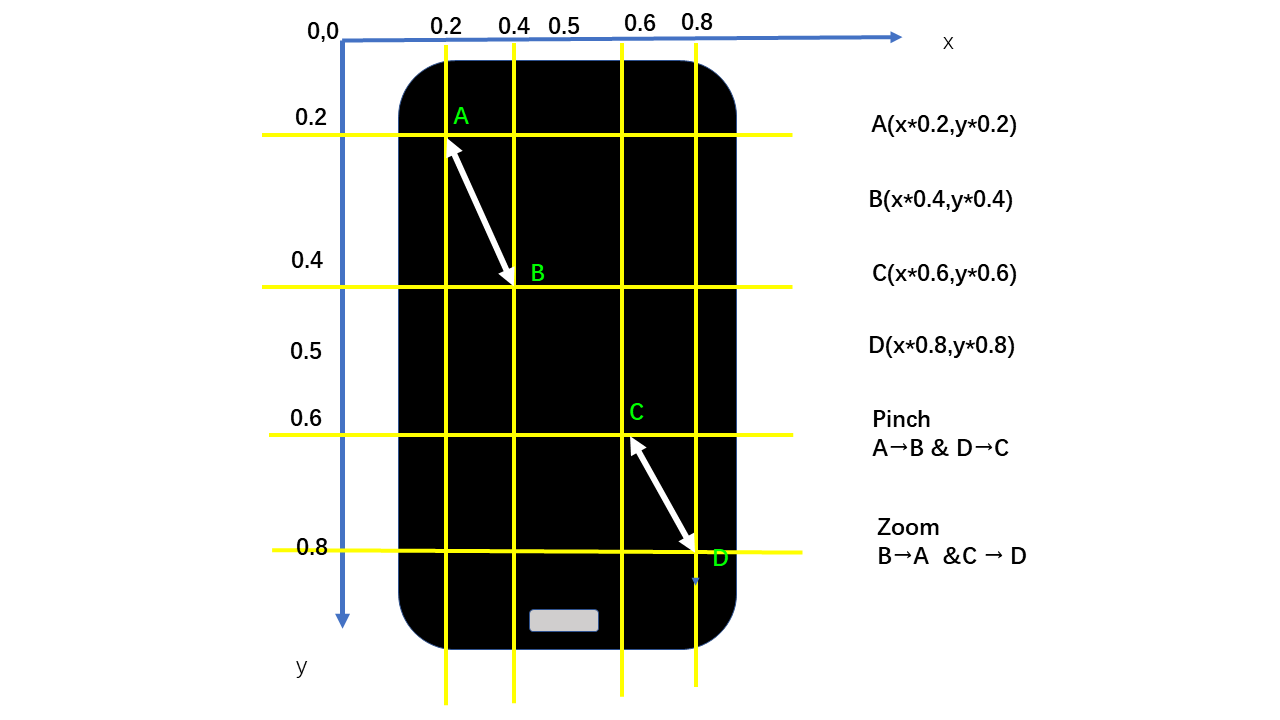 0,0
0.2 0.4 0.5 0.6 0.8
x
0.2
A
A(x*0.2,y*0.2)
B(x*0.4,y*0.4)
0.4
B
C(x*0.6,y*0.6)
0.5
D(x*0.8,y*0.8)
0.6
C
Pinch
A→B & D→C
0.8
D
Zoom
B→A &C → D
y